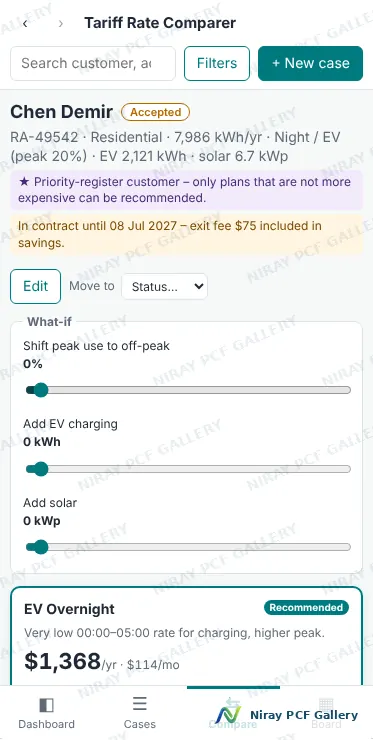 ‹ › Tariff Rate Comparer
Search customer, ac
Filters
+ New case
Chen Demir Accepted
RA-49542 · Residential · 7,986 kWh/yr · Night / EV
(peak 20%) · EV 2,121 kWh · solar 6.7 kWp
★ Priority-register customer – only plans that are not more
expensive can be recommended.
In contract until 08 Jul 2027 – exit fee $75 included in
savings.
Edit Move to Status...
What-if
Shift peak use to off-peak
0%
Add EV charging
0 kWh
Add solar
0 kWp
EV Overnight Recommended
Very low 00:00–05:00 rate for charging, higher peak.
$1,368/yr · $114/mo
Dashboard Cases Compare Board
Niray PCF Gallery
NIRAY PCF GALLERY